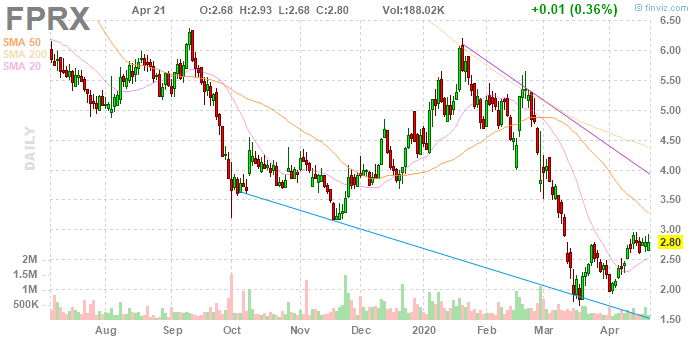 FPRX Apr 21 O:2.68 H:2.93 L:2.68 C:2.80 Vol:188.02K +0.01 (0.36%)
© finviz.com
SMA 50
SMA 200
SMA 20
DAILY
6.50
6.00
5.50
5.00
4.50
4.00
3.50
3.00
2.80
2.50
2.00
1.50
2M
1.5M
1M
500K
Aug Sep Oct Nov Dec 2020 Feb Mar Apr